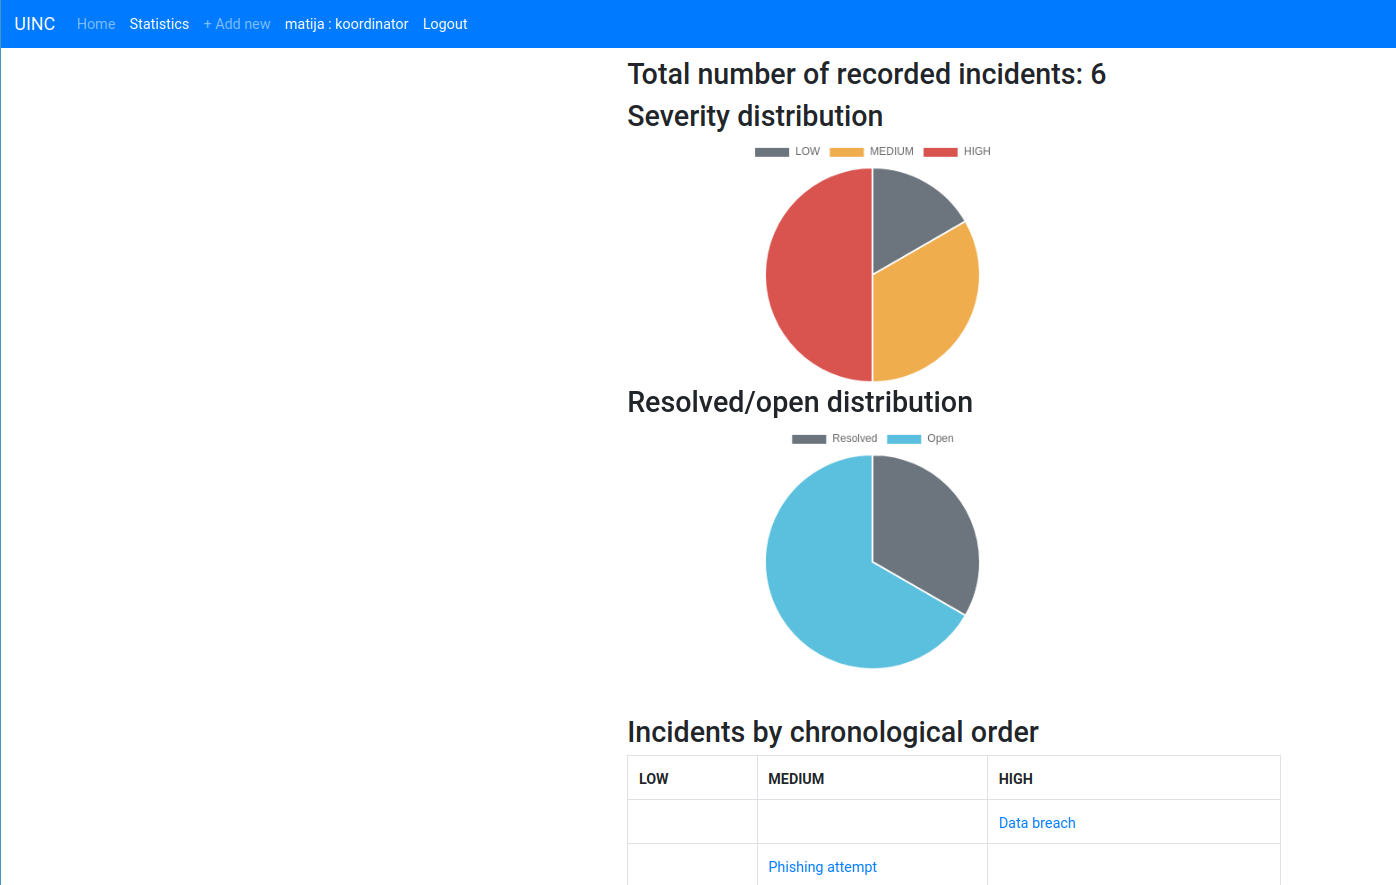 UINC Home Statistics + Add new matija : koordinator Logout
Total number of recorded incidents: 6
Severity distribution
LOW MEDIUM HIGH
Resolved/open distribution
Resolved Open
Incidents by chronological order
LOW MEDIUM HIGH
Data breach
Phishing attempt